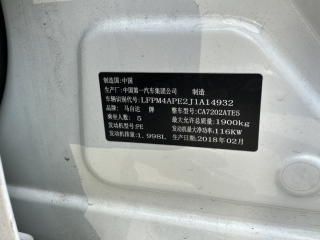 制造国:中国
生产厂:中国第一汽车集团公司 制造
车辆识别代号:LFPM4APE2J1A14932
品牌:马自达 牌 整车型号:CA7202ATE5
乘坐人数:5 最大允许总质量:1900kg
发动机型号:PE 发动机最大净功率:116KW
发动机排量:1.998L 生产日期:2018年02月